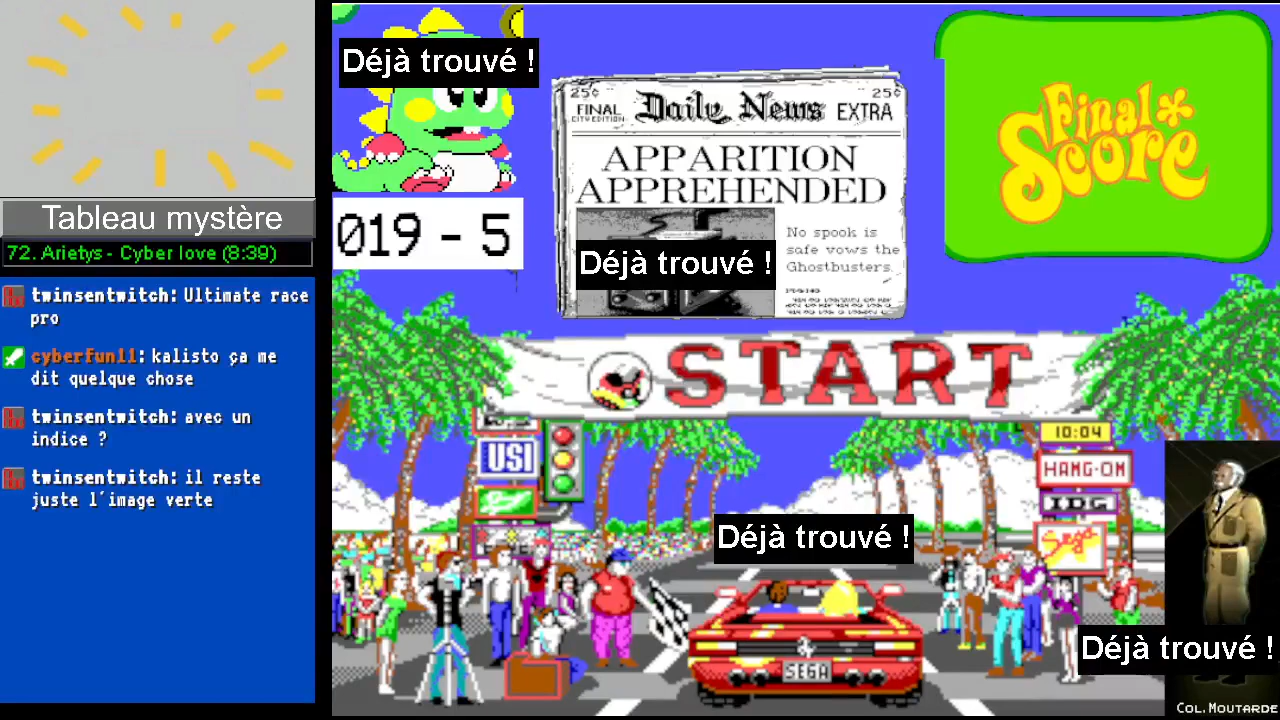 Déjà trouvé !
019 - 5
25¢ 25¢
FINAL
CITY EDITION
Daily News
EXTRA
APPARITION
APPREHENDED
Déjà trouvé !
No spook is
safe vows the
Ghostbusters.
Final
Score
Tableau mystère
72. Arietys - Cyber love (8:39)
twinsentwitch: Ultimate race
pro
cyberfun11: kalisto ça me
dit quelque chose
twinsentwitch: avec un
indice ?
twinsentwitch: il reste
juste l'image verte
START
USI
10:04
HANG-ON
IDG
Sega
Déjà trouvé !
SEGA
Déjà trouvé !
COL. MOUTARDE